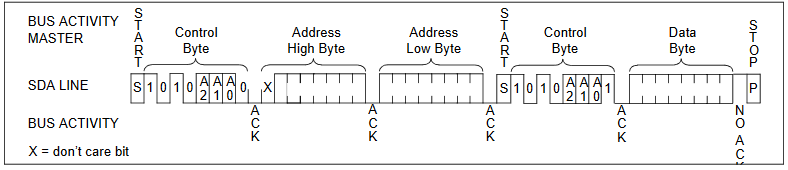 BUS ACTIVITY
MASTER
START
Control
Byte
Address
High Byte
Address
Low Byte
START
Control
Byte
Data
Byte
STOP
SDA LINE
S 1 0 1 0 A2 A1 A0 0 X S 1 0 1 0 A2 A1 A0 1 P
BUS ACTIVITY
ACK
ACK
ACK
ACK
NO ACK
X = don't care bit